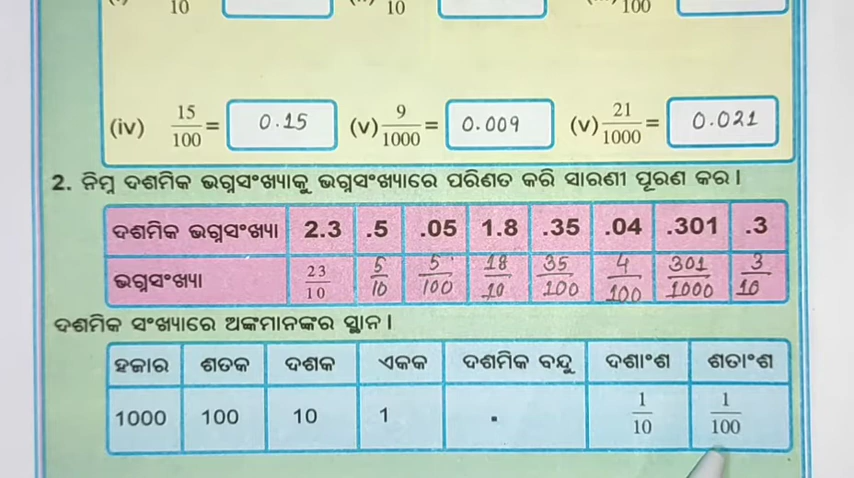 10 10 100
(iv) 15/100 = 0.15 (v) 9/1000 = 0.009 (v) 21/1000 = 0.021
2. ନିମ୍ନ ଦଶମିକ ଭଗ୍ନସଂଖ୍ୟାକୁ ଭଗ୍ନସଂଖ୍ୟାରେ ପରିଣତ କରି ସାରଣୀ ପୂରଣ କର।
ଦଶମିକ ଭଗ୍ନସଂଖ୍ୟା 2.3 .5 .05 1.8 .35 .04 .301 .3
ଭଗ୍ନସଂଖ୍ୟା 23/10 5/10 5/100 18/10 35/100 4/100 301/1000 3/10
ଦଶମିକ ସଂଖ୍ୟାରେ ଅଙ୍କମାନଙ୍କର ସ୍ଥାନ।
ହଜାର ଶତକ ଦଶକ ଏକକ ଦଶମିକ ବନ୍ଦୁ ଦଶାଂଶ ଶତାଂଶ
1000 100 10 1 . 1/10 1/100